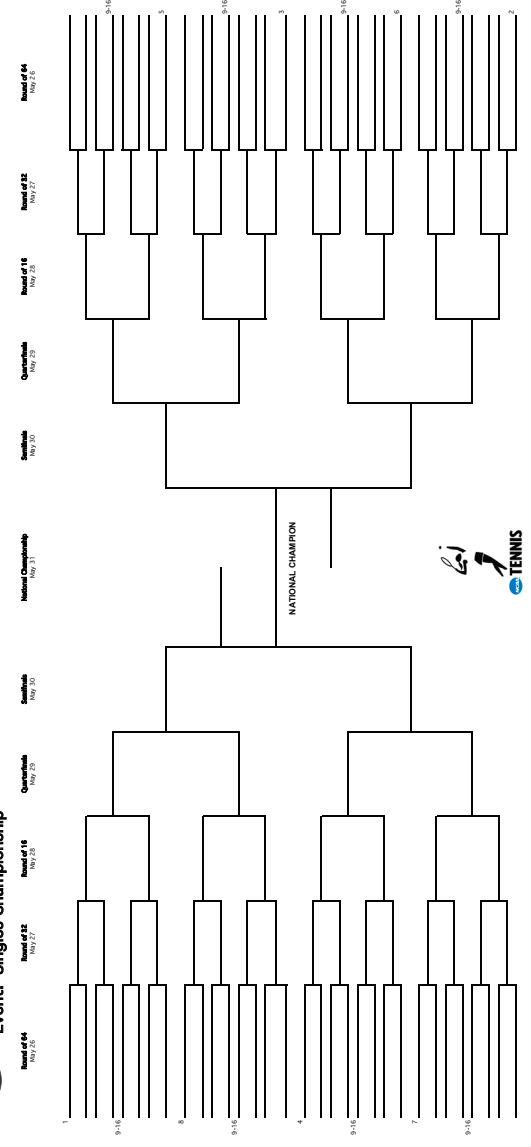 Event: Singles Championship
Round of 64
May 26
Round of 32
May 27
Round of 16
May 28
Quarterfinals
May 29
Semifinals
May 30
National Championship
May 31
Semifinals
May 30
Quarterfinals
May 29
Round of 16
May 28
Round of 32
May 27
Round of 64
May 26
1
9-16
8
9-16
4
9-16
7
9-16
NATIONAL CHAMPION
9-16
5
9-16
3
9-16
6
9-16
2
NCAA TENNIS